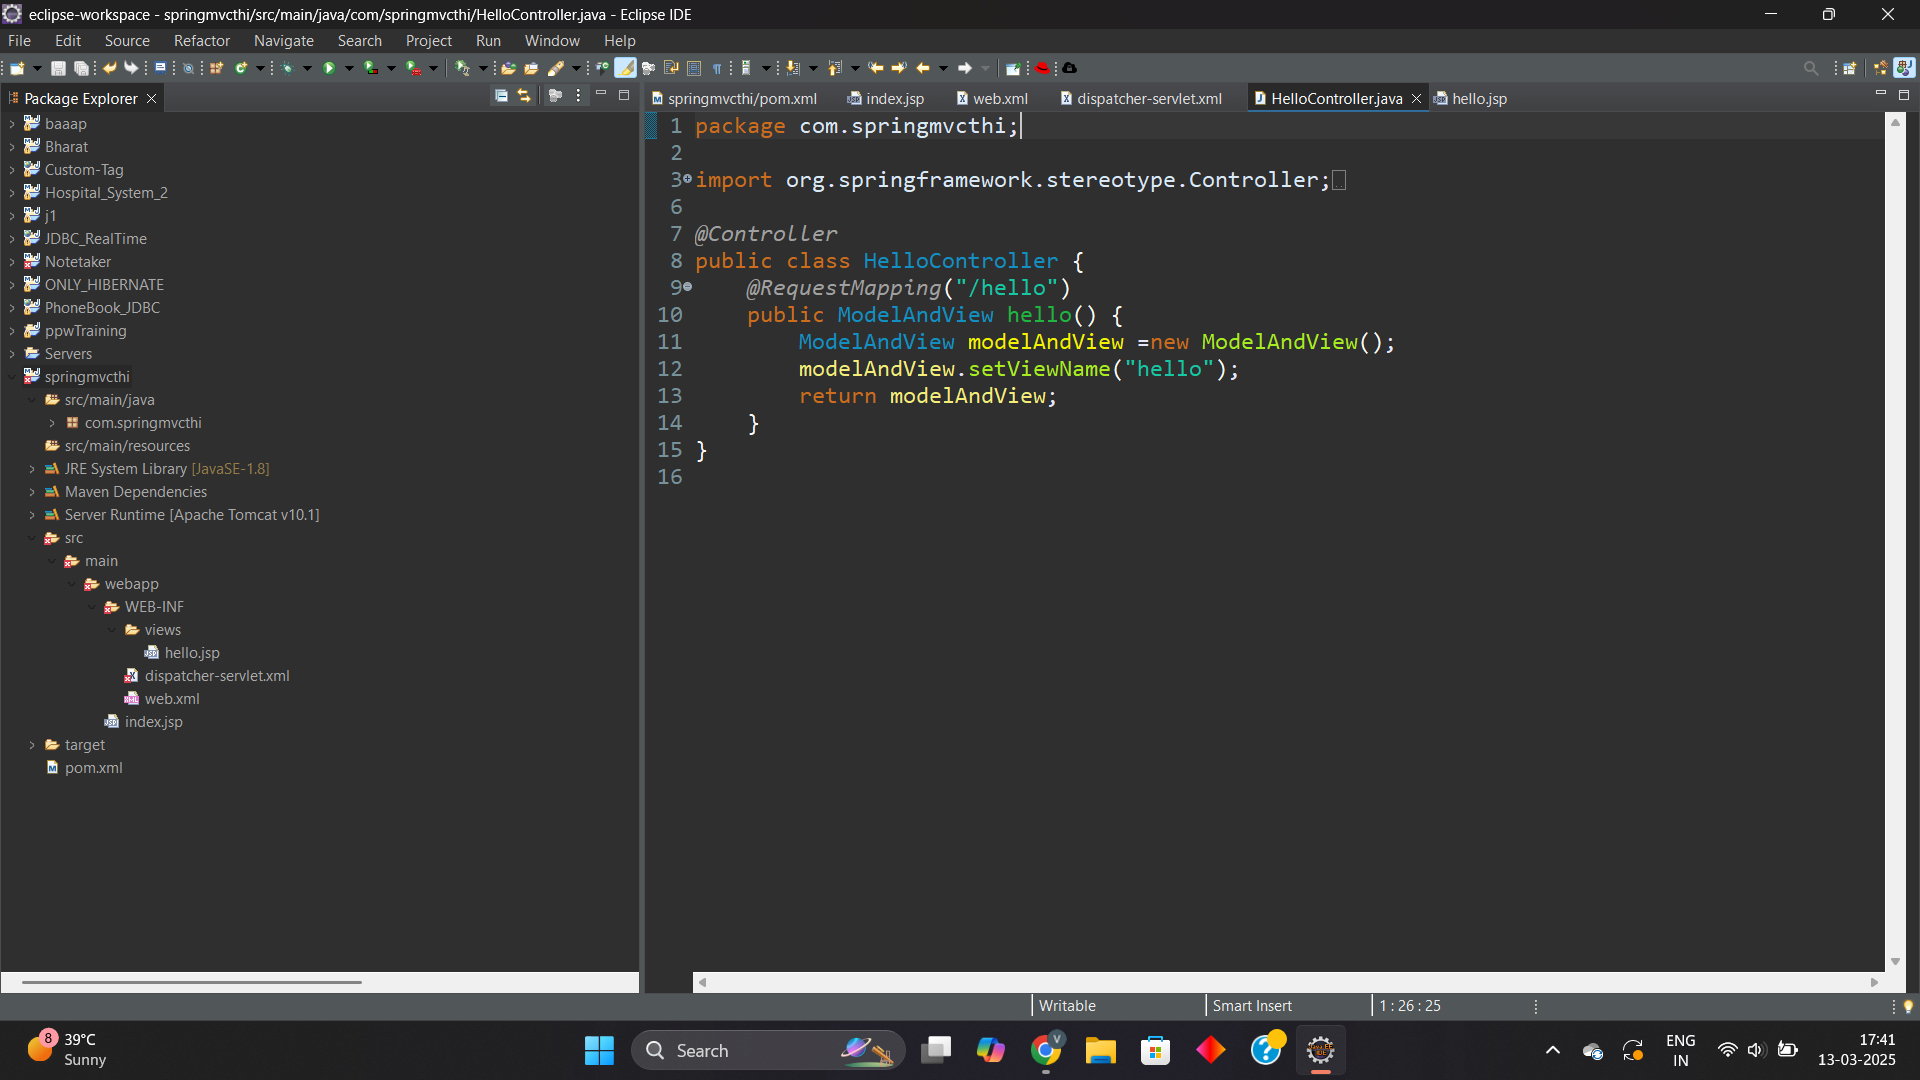 eclipse-workspace - springmvcthi/src/main/java/com/springmvcthi/HelloController.java - Eclipse IDE
File Edit Source Refactor Navigate Search Project Run Window Help
Package Explorer
baaap
Bharat
Custom-Tag
Hospital_System_2
j1
JDBC_RealTime
Notetaker
ONLY_HIBERNATE
PhoneBook_JDBC
ppwTraining
Servers
springmvcthi
src/main/java
com.springmvcthi
src/main/resources
JRE System Library [JavaSE-1.8]
Maven Dependencies
Server Runtime [Apache Tomcat v10.1]
src
main
webapp
WEB-INF
views
hello.jsp
dispatcher-servlet.xml
web.xml
index.jsp
target
pom.xml
springmvcthi/pom.xml index.jsp web.xml dispatcher-servlet.xml HelloController.java hello.jsp
1 package com.springmvcthi;
2
3 import org.springframework.stereotype.Controller;
6
7 @Controller
8 public class HelloController {
9 @RequestMapping("/hello")
10 public ModelAndView hello() {
11 ModelAndView modelAndView =new ModelAndView();
12 modelAndView.setViewName("hello");
13 return modelAndView;
14 }
15 }
16
Writable Smart Insert 1 : 26 : 25
8 39°C
Sunny
Search
V
ENG
IN
17:41
13-03-2025